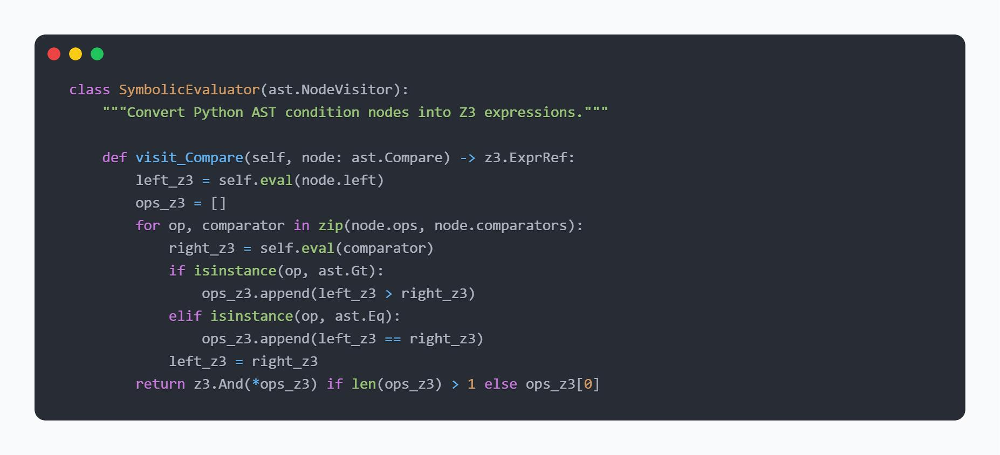 class SymbolicEvaluator(ast.NodeVisitor):
    """Convert Python AST condition nodes into Z3 expressions."""

    def visit_Compare(self, node: ast.Compare) -> z3.ExprRef:
        left_z3 = self.eval(node.left)
        ops_z3 = []
        for op, comparator in zip(node.ops, node.comparators):
            right_z3 = self.eval(comparator)
            if isinstance(op, ast.Gt):
                ops_z3.append(left_z3 > right_z3)
            elif isinstance(op, ast.Eq):
                ops_z3.append(left_z3 == right_z3)
            left_z3 = right_z3
        return z3.And(*ops_z3) if len(ops_z3) > 1 else ops_z3[0]